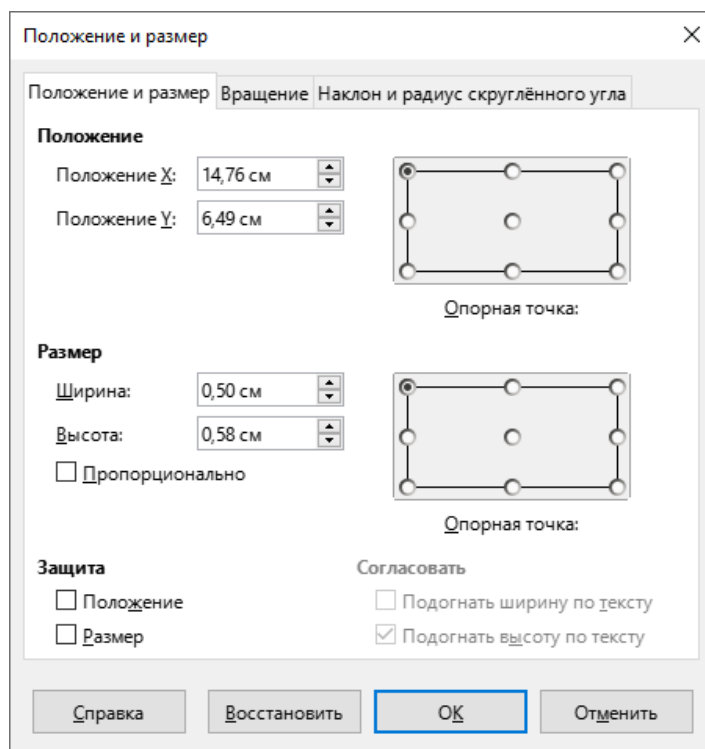 Положение и размер
Положение и размер Вращение Наклон и радиус скруглённого угла
Положение
Положение X: 14,76 см
Положение Y: 6,49 см
Опорная точка:
Размер
Ширина: 0,50 см
Высота: 0,58 см
Пропорционально
Опорная точка:
Защита Согласовать
Положение Подогнать ширину по тексту
Размер Подогнать высоту по тексту
Справка Восстановить ОК Отменить